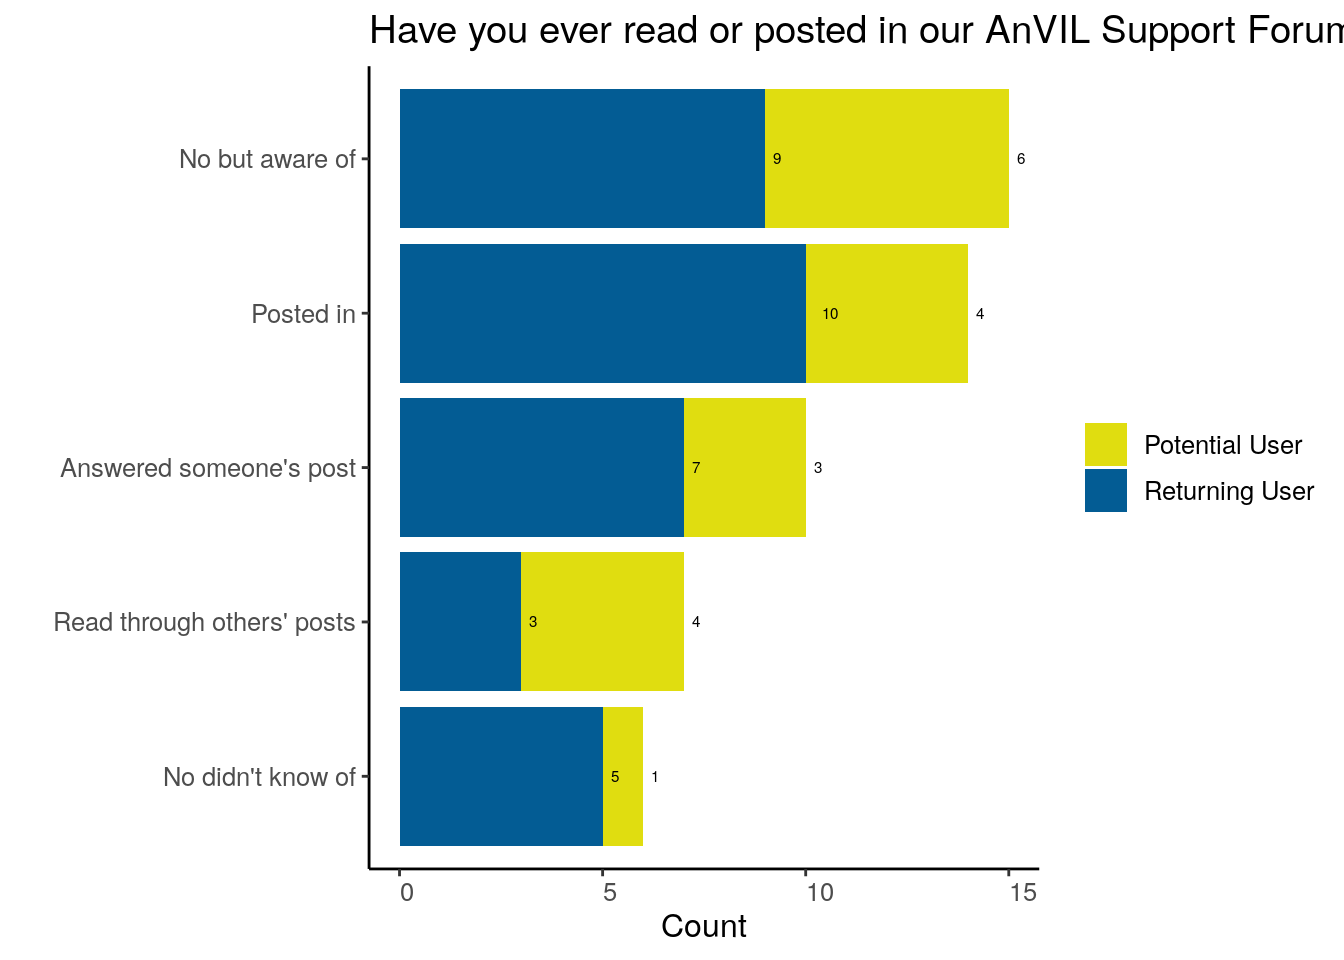 Have you ever read or posted in our AnVIL Support Forum
No but aware of
9
6
Posted in
10
4
Answered someone's post
7
3
Potential User
Returning User
Read through others' posts
3
4
No didn't know of
5
1
0 5 10 15
Count